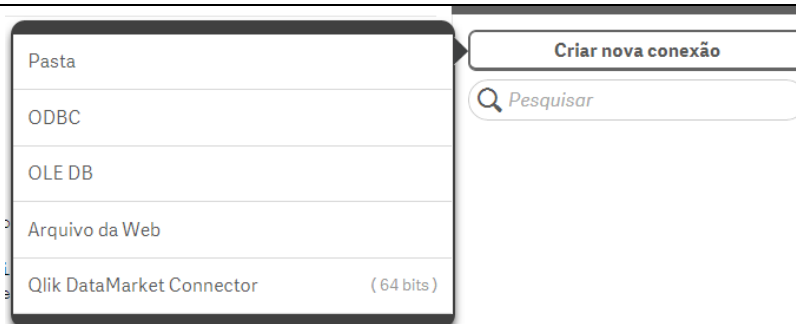 Pasta
ODBC
OLE DB
Arquivo da Web
Qlik DataMarket Connector (64 bits)
Criar nova conexão
Pesquisar